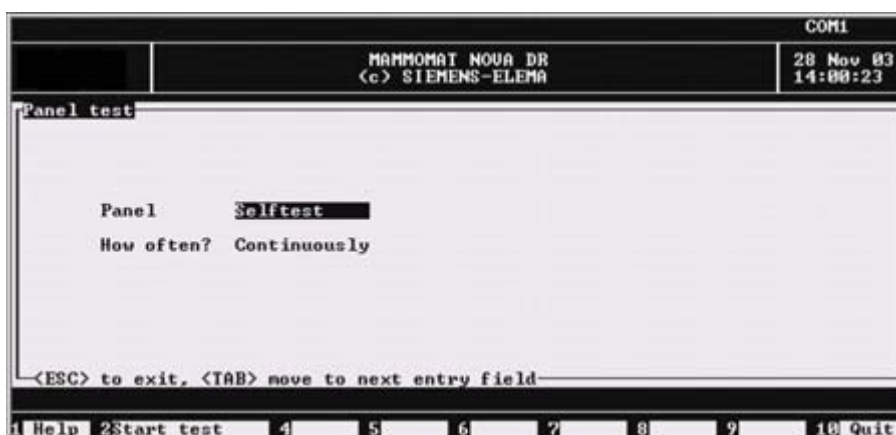 COM1
MAMMOMAT NOVA DR
(c) SIEMENS-ELEMA
28 Nov 03
14:00:23
Panel test
Panel Selftest
How often? Continuously
<ESC> to exit, <TAB> move to next entry field
1 Help 2Start test 4 5 6 7 8 9 10 Quit